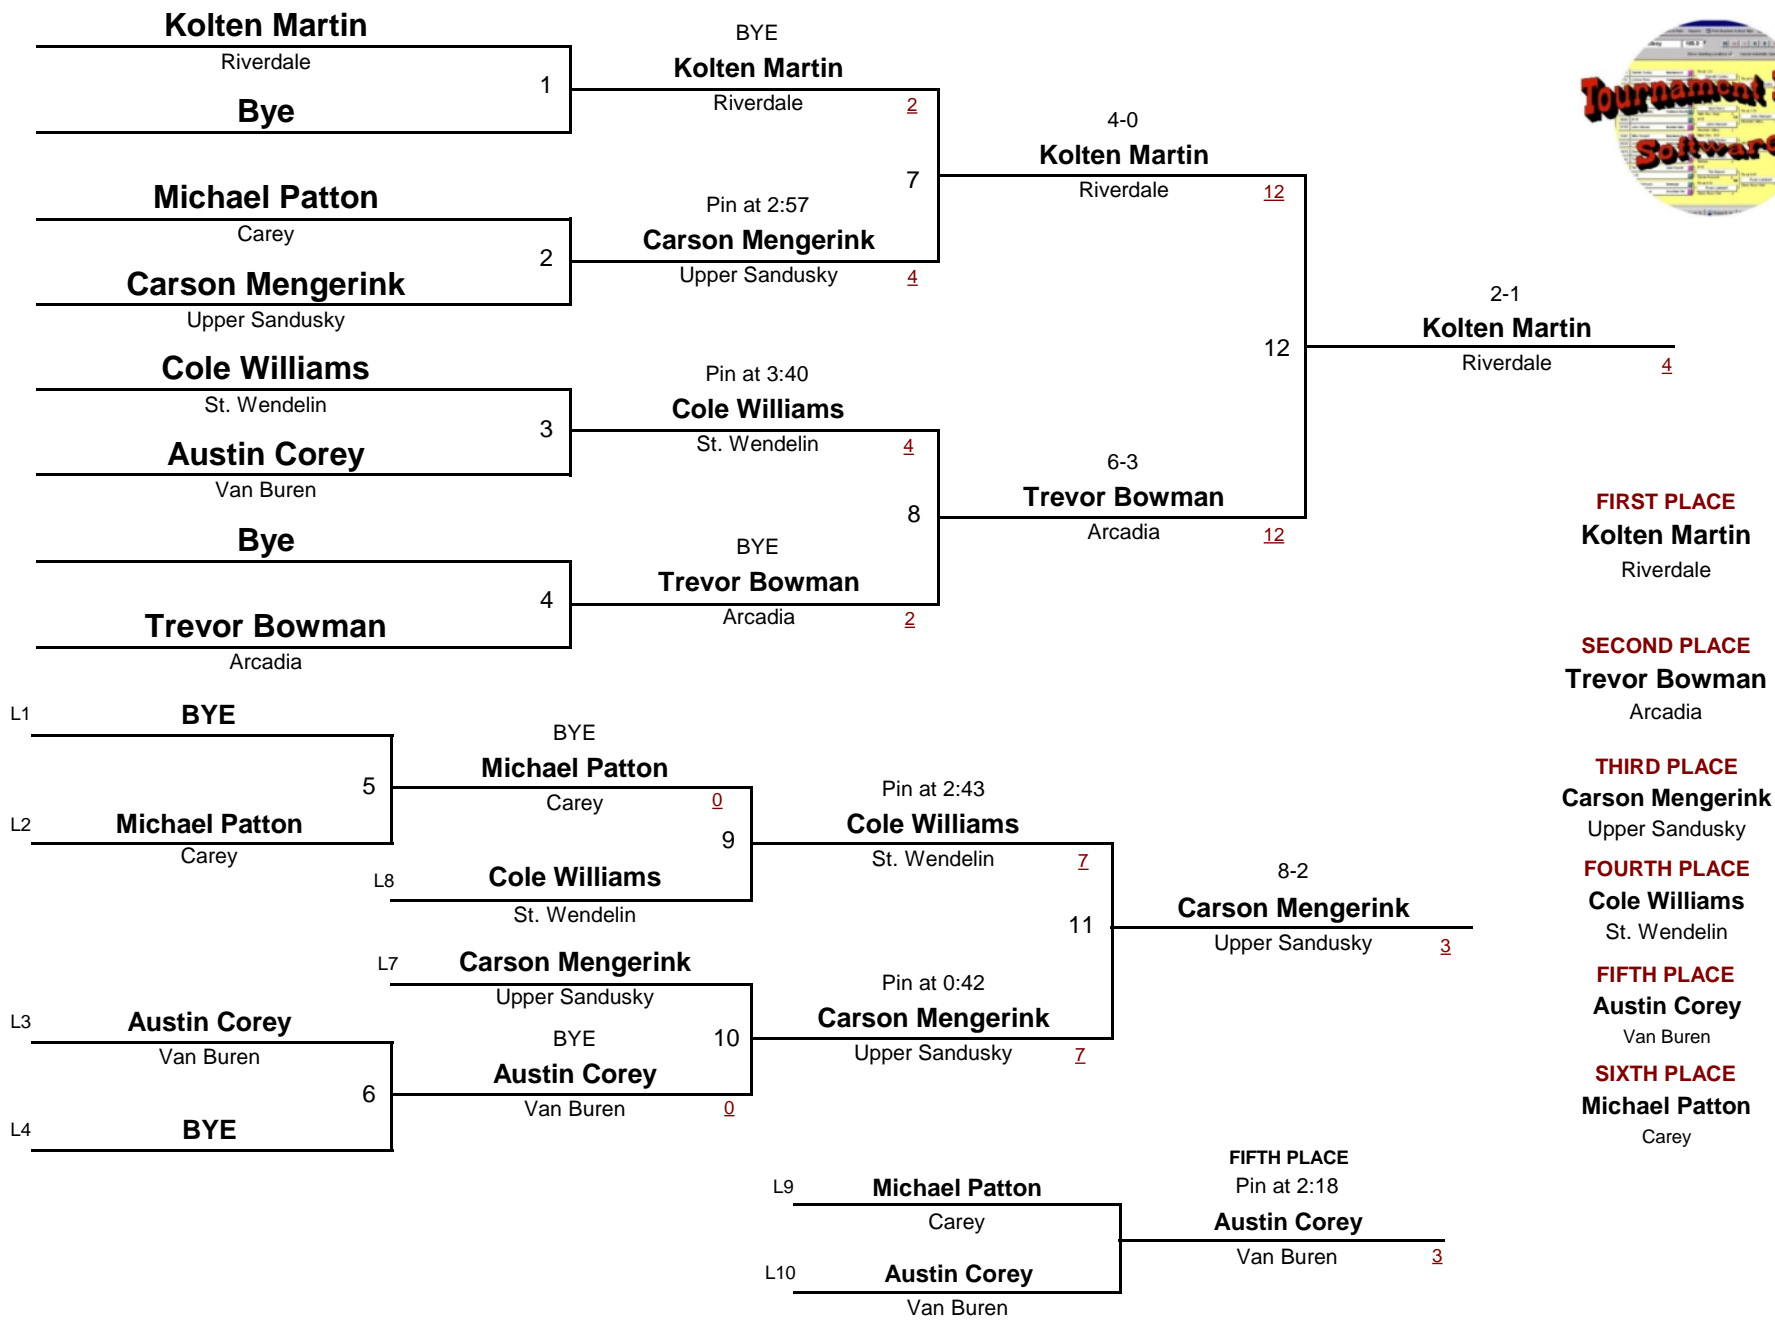 Kolten Martin
Riverdale
1
Bye
Michael Patton
Carey
2
Carson Mengerink
Upper Sandusky
Cole Williams
St. Wendelin
3
Austin Corey
Van Buren
Bye
4
Trevor Bowman
Arcadia
BYE
Kolten Martin
Riverdale 2
7
Pin at 2:57
Carson Mengerink
Upper Sandusky 4
Pin at 3:40
Cole Williams
St. Wendelin 4
8
BYE
Trevor Bowman
Arcadia 2
4-0
Kolten Martin
Riverdale 12
12
6-3
Trevor Bowman
Arcadia 12
2-1
Kolten Martin
Riverdale 4
Tournament
Software
FIRST PLACE
Kolten Martin
Riverdale
SECOND PLACE
Trevor Bowman
Arcadia
THIRD PLACE
Carson Mengerink
Upper Sandusky
FOURTH PLACE
Cole Williams
St. Wendelin
FIFTH PLACE
Austin Corey
Van Buren
SIXTH PLACE
Michael Patton
Carey
L1 BYE
5
L2 Michael Patton
Carey
L3 Austin Corey
Van Buren
6
L4 BYE
BYE
Michael Patton
Carey 0
9
L8 Cole Williams
St. Wendelin
L7 Carson Mengerink
Upper Sandusky
BYE 10
Austin Corey
Van Buren 0
Pin at 2:43
Cole Williams
St. Wendelin 7
11
Pin at 0:42
Carson Mengerink
Upper Sandusky 7
8-2
Carson Mengerink
Upper Sandusky 3
L9 Michael Patton
Carey
L10 Austin Corey
Van Buren
FIFTH PLACE
Pin at 2:18
Austin Corey
Van Buren 3